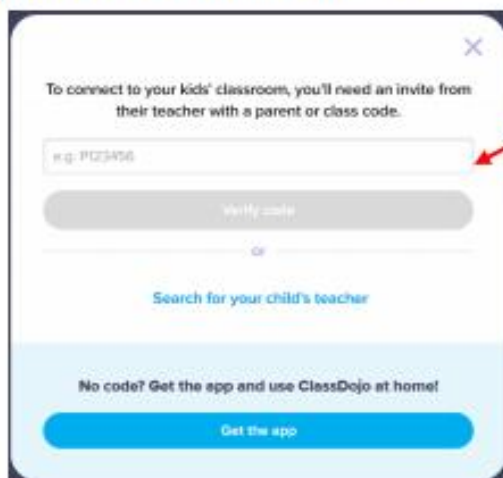 To connect to your kids' classroom, you'll need an invite from
their teacher with a parent or class code.
e.g. P123456
Verify code
or
Search for your child's teacher
No code? Get the app and use ClassDojo at home!
Get the app